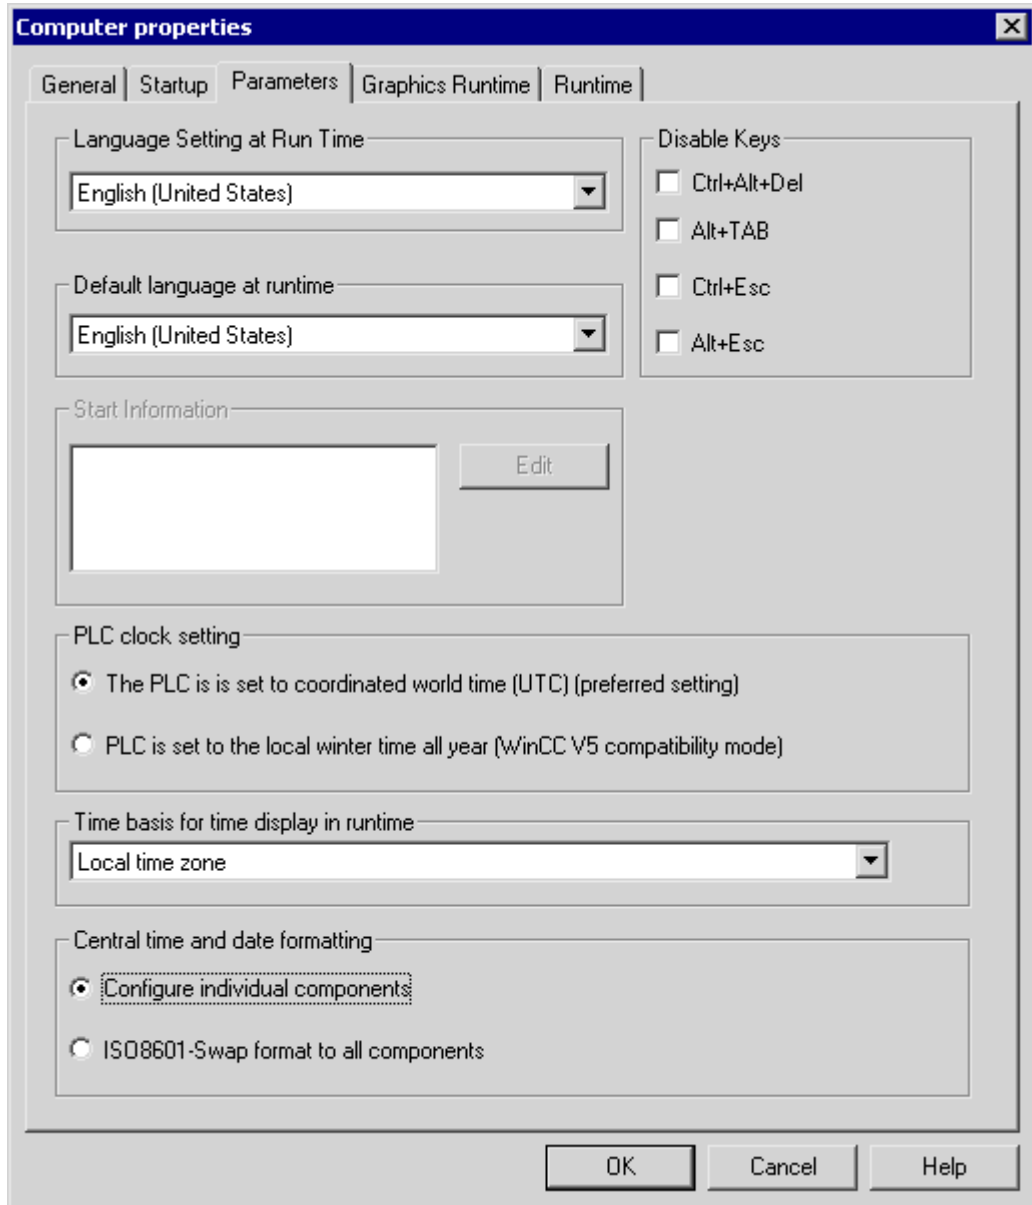 Computer properties
General Startup Parameters Graphics Runtime Runtime
Language Setting at Run Time
English (United States)
Default language at runtime
English (United States)
Disable Keys
Ctrl+Alt+Del
Alt+TAB
Ctrl+Esc
Alt+Esc
Start Information
Edit
PLC clock setting
The PLC is is set to coordinated world time (UTC) (preferred setting)
PLC is set to the local winter time all year (WinCC V5 compatibility mode)
Time basis for time display in runtime
Local time zone
Central time and date formatting
Configure individual components
ISO8601-Swap format to all components
OK Cancel Help